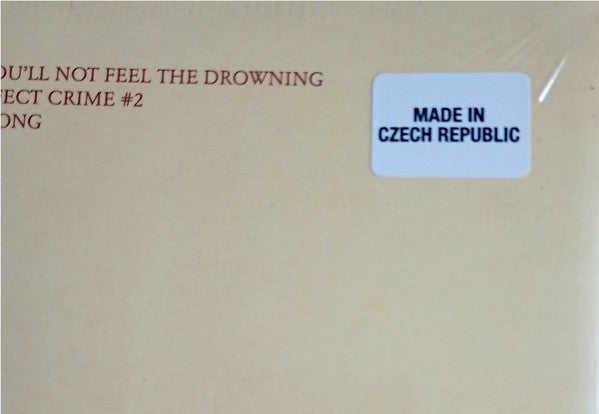 OU'LL NOT FEEL THE DROWNING
FECT CRIME #2
ONG
MADE IN
CZECH REPUBLIC